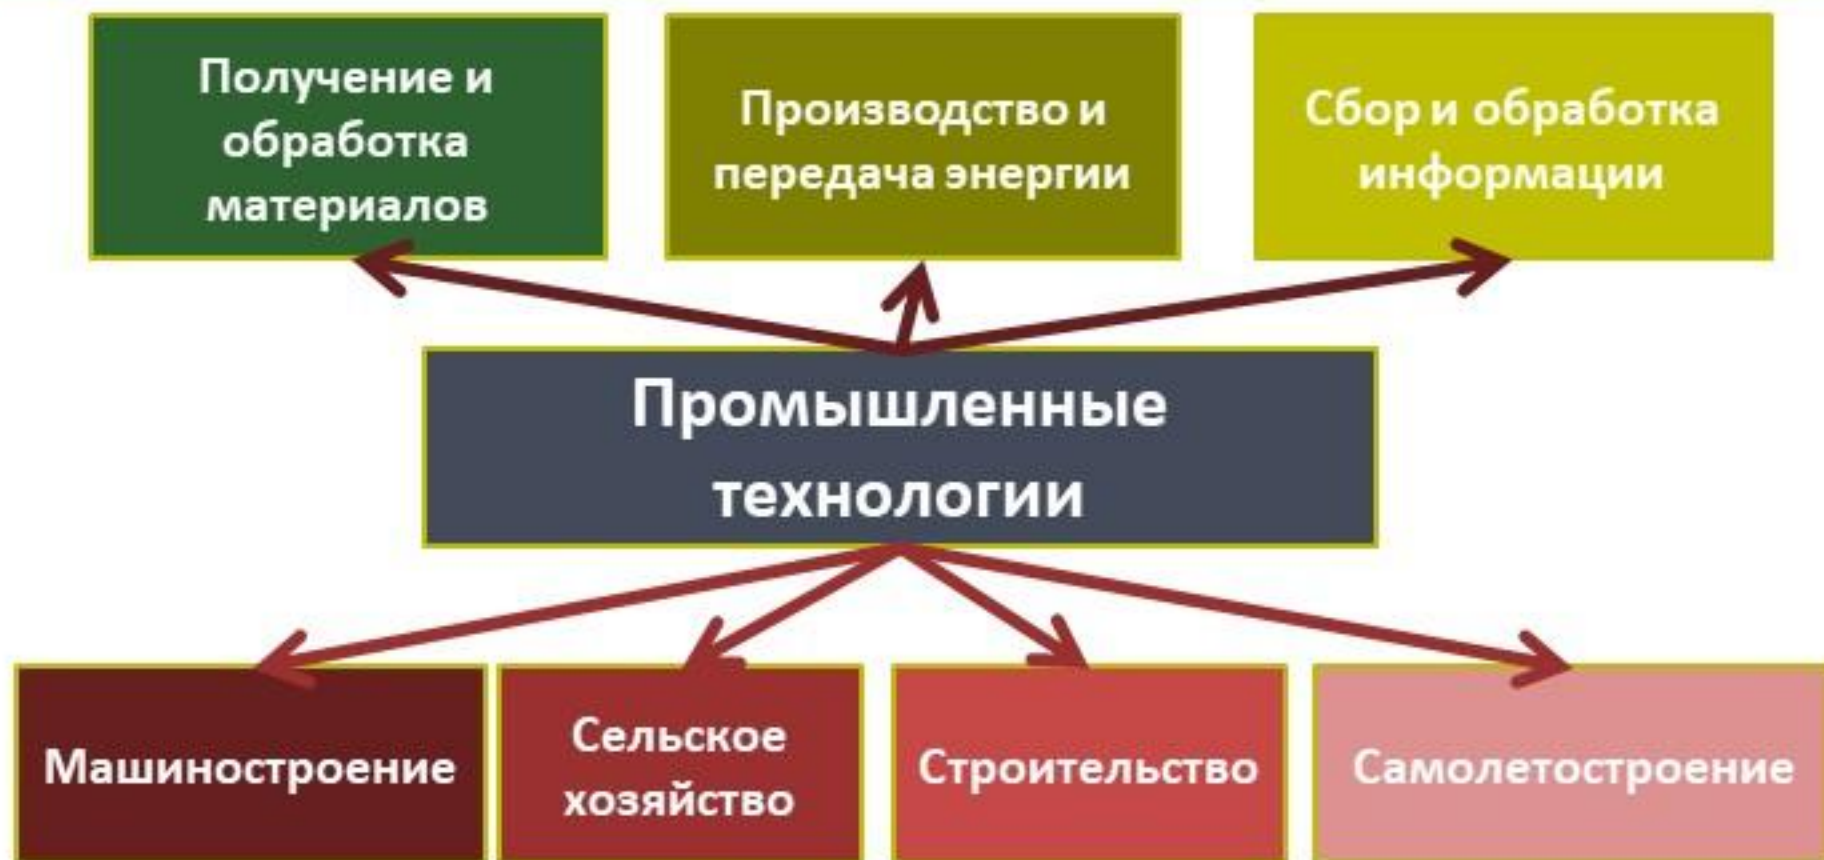 Получение и
обработка
материалов
Производство и
передача энергии
Сбор и обработка
информации
Промышленные
технологии
Машиностроение
Сельское
хозяйство
Строительство
Самолетостроение